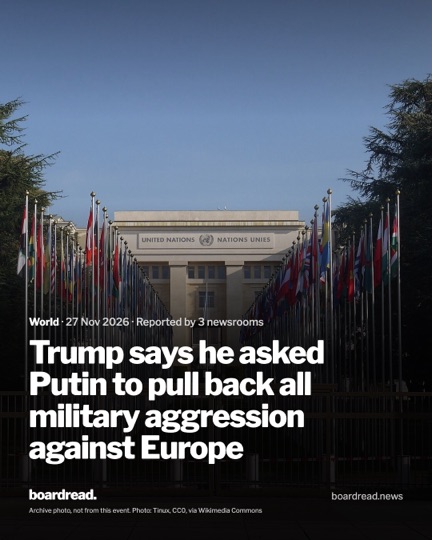 UNITED NATIONS NATIONS UNIES
World · 27 Nov 2026 · Reported by 3 newsrooms
Trump says he asked
Putin to pull back all
military aggression
against Europe
boardread.
boardread.news
Archive photo, not from this event. Photo: Tinux, CC0, via Wikimedia Commons